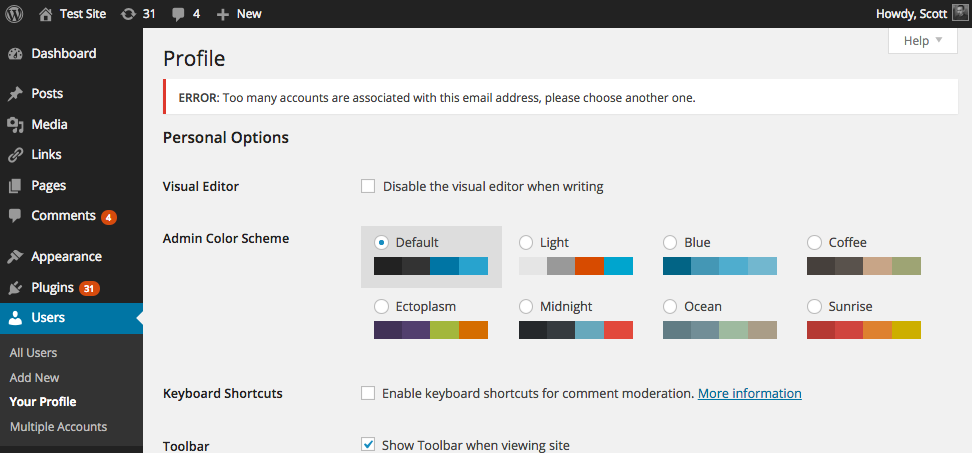 Test Site 31 4 New Howdy, Scott
Help
Dashboard
Posts
Media
Links
Pages
Comments 4
Appearance
Plugins 31
Users
All Users
Add New
Your Profile
Multiple Accounts
Profile
ERROR: Too many accounts are associated with this email address, please choose another one.
Personal Options
Visual Editor Disable the visual editor when writing
Admin Color Scheme
Default Light Blue Coffee
Ectoplasm Midnight Ocean Sunrise
Keyboard Shortcuts Enable keyboard shortcuts for comment moderation. More information
Toolbar Show Toolbar when viewing site